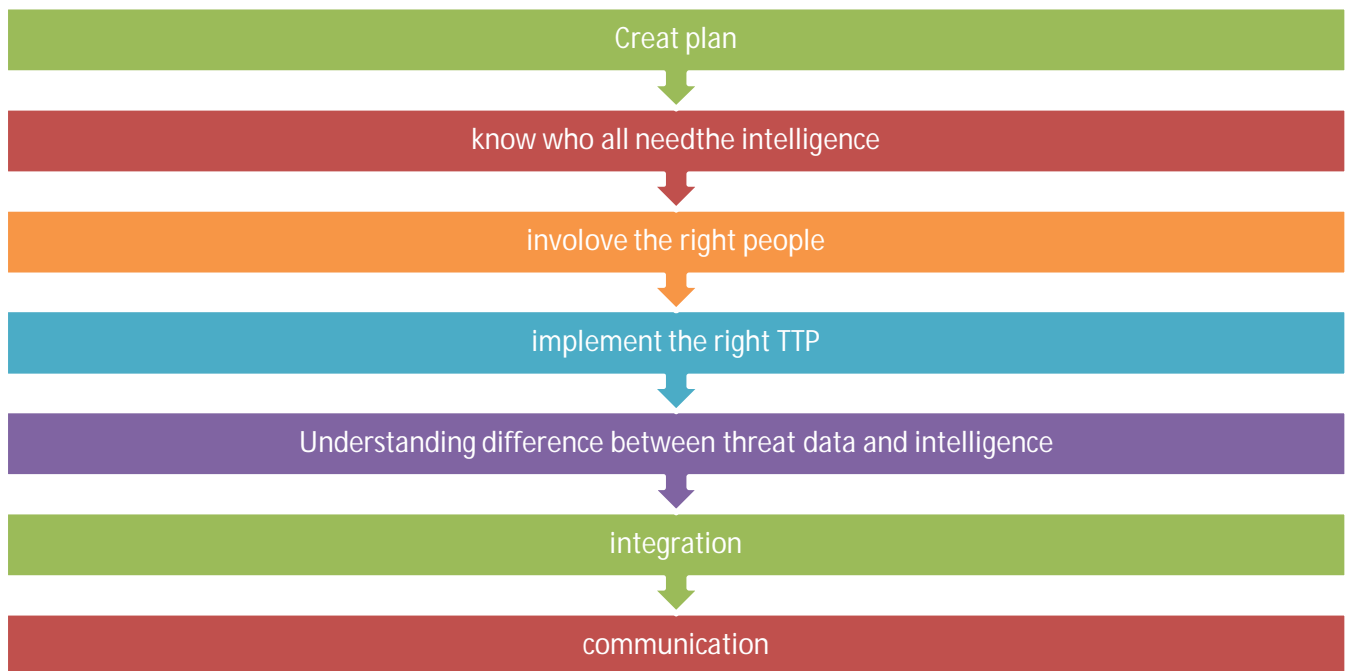 Creat plan
know who all needthe intelligence
involove the right people
implement the right TTP
Understanding difference between threat data and intelligence
integration
communication